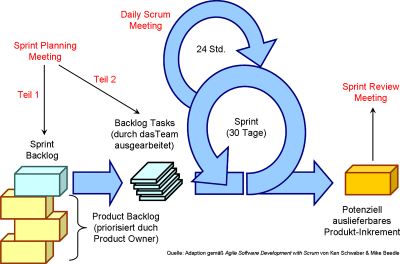 Daily Scrum
Meeting
Sprint Planning
Meeting
24 Std.
Teil 1
Teil 2
Sprint Review
Meeting
Backlog Tasks
(durch dasTeam
ausgearbeitet)
Sprint
(30 Tage)
Sprint
Backlog
Product Backlog
(priorisiert duch
Product Owner)
Potenziell
auslieferbares
Produkt-Inkrement
Quelle: Adaption gemäß Agile Software Development with Scrum von Ken Schwaber & Mike Beedle